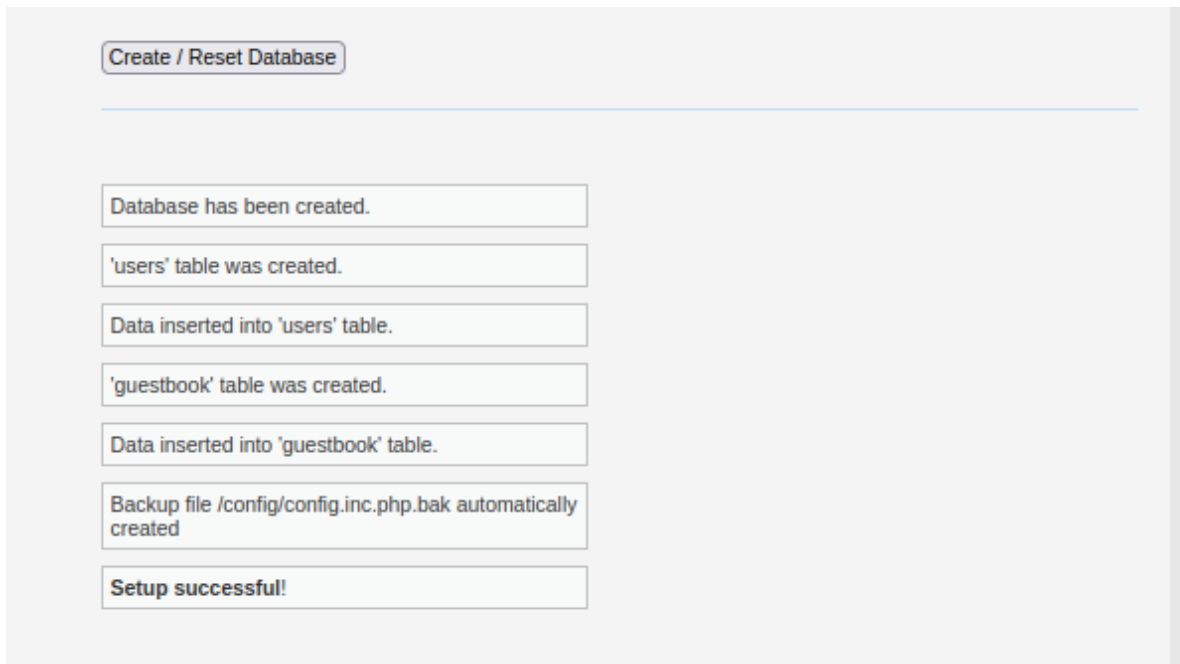 Create / Reset Database
Database has been created.
'users' table was created.
Data inserted into 'users' table.
'guestbook' table was created.
Data inserted into 'guestbook' table.
Backup file /config/config.inc.php.bak automatically
created
Setup successful!